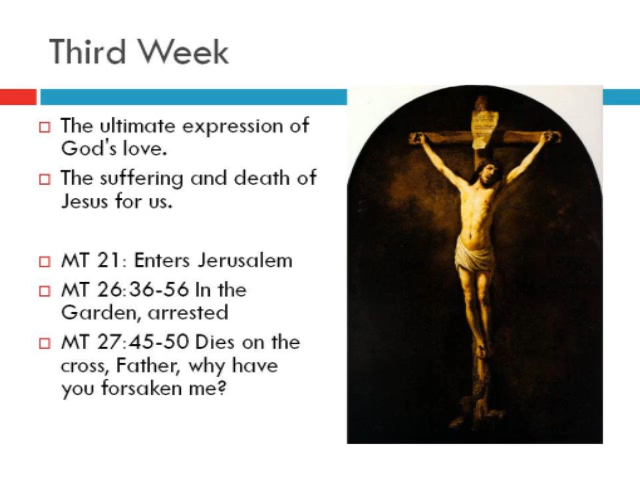 Third Week
The ultimate expression of
God's love.
The suffering and death of
Jesus for us.
MT 21: Enters Jerusalem
MT 26:36-56 In the
Garden, arrested
MT 27:45-50 Dies on the
cross, Father, why have
you forsaken me?